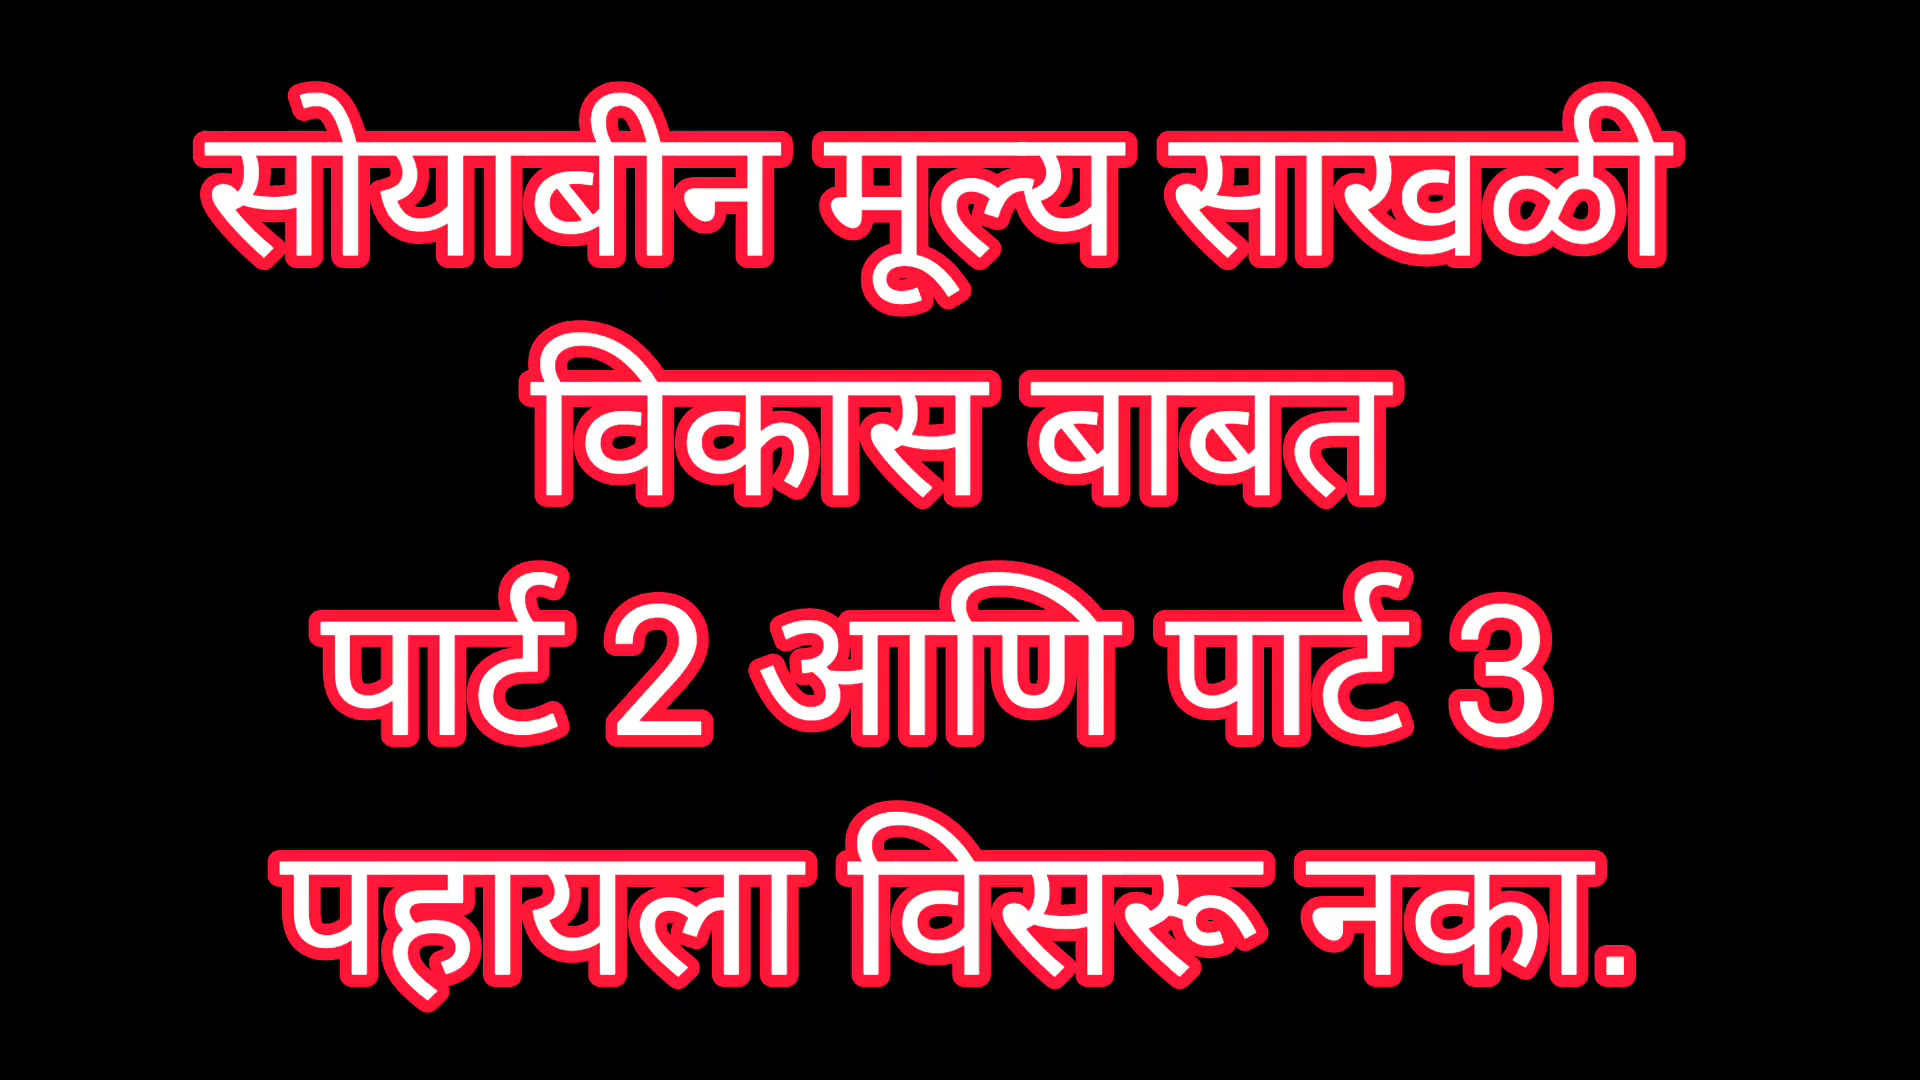 सोयाबीन मूल्य साखळी
विकास बाबत
पार्ट 2 आणि पार्ट 3
पहायला विसरू नका.